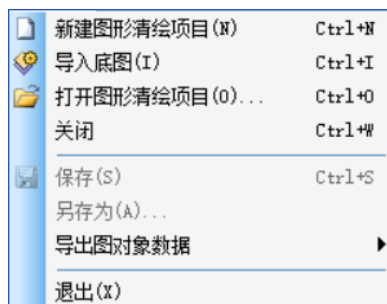 新建图形清绘项目(N) Ctrl+N
导入底图(I) Ctrl+I
打开图形清绘项目(O)... Ctrl+O
关闭 Ctrl+W
保存(S) Ctrl+S
另存为(A)...
导出图对象数据
退出(X)